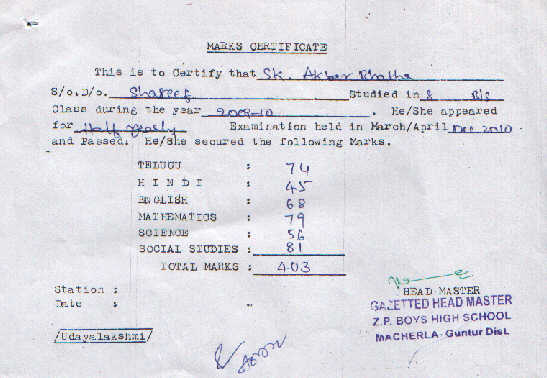 MARKS CERTIFICATE
This is to Certify that Sk. Akber
S/o.D/o. Shareef Studied in 8
Class during the year 2009-10 . He/She appeared
for Half yearly Examination held in March/April Dec 2010
and Passed. He/She secured the following Marks.
TELUGU : 74
H I N D I : 45
ENGLISH : 68
MATHEMATICS : 79
SCIENCE : 56
SOCIAL STUDIES : 81
TOTAL MARKS : 403
Station :
Date :
HEAD-MASTER
GAZETTED HEAD MASTER
Z.P. BOYS HIGH SCHOOL
MACHERLA- Guntur Dist.
/Udayalakshmi/